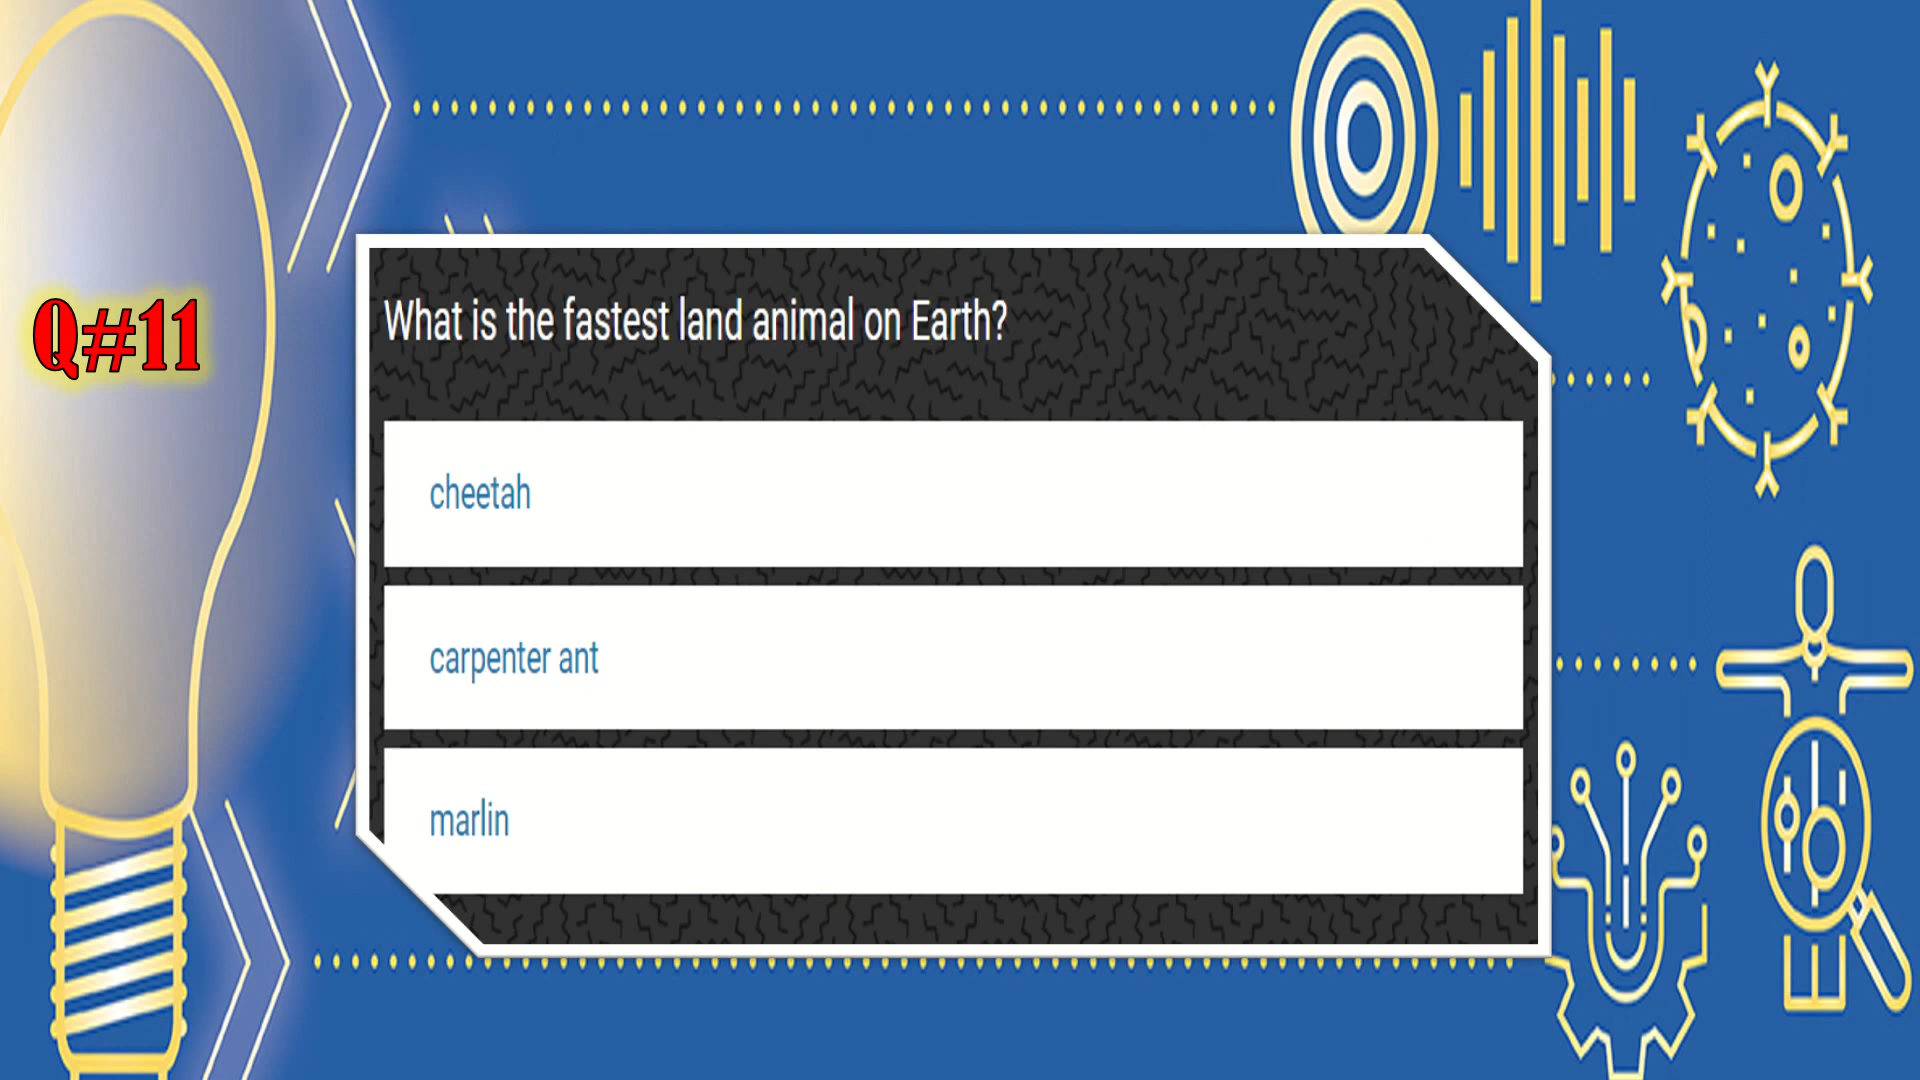 Q#11
What is the fastest land animal on Earth?
cheetah
carpenter ant
marlin